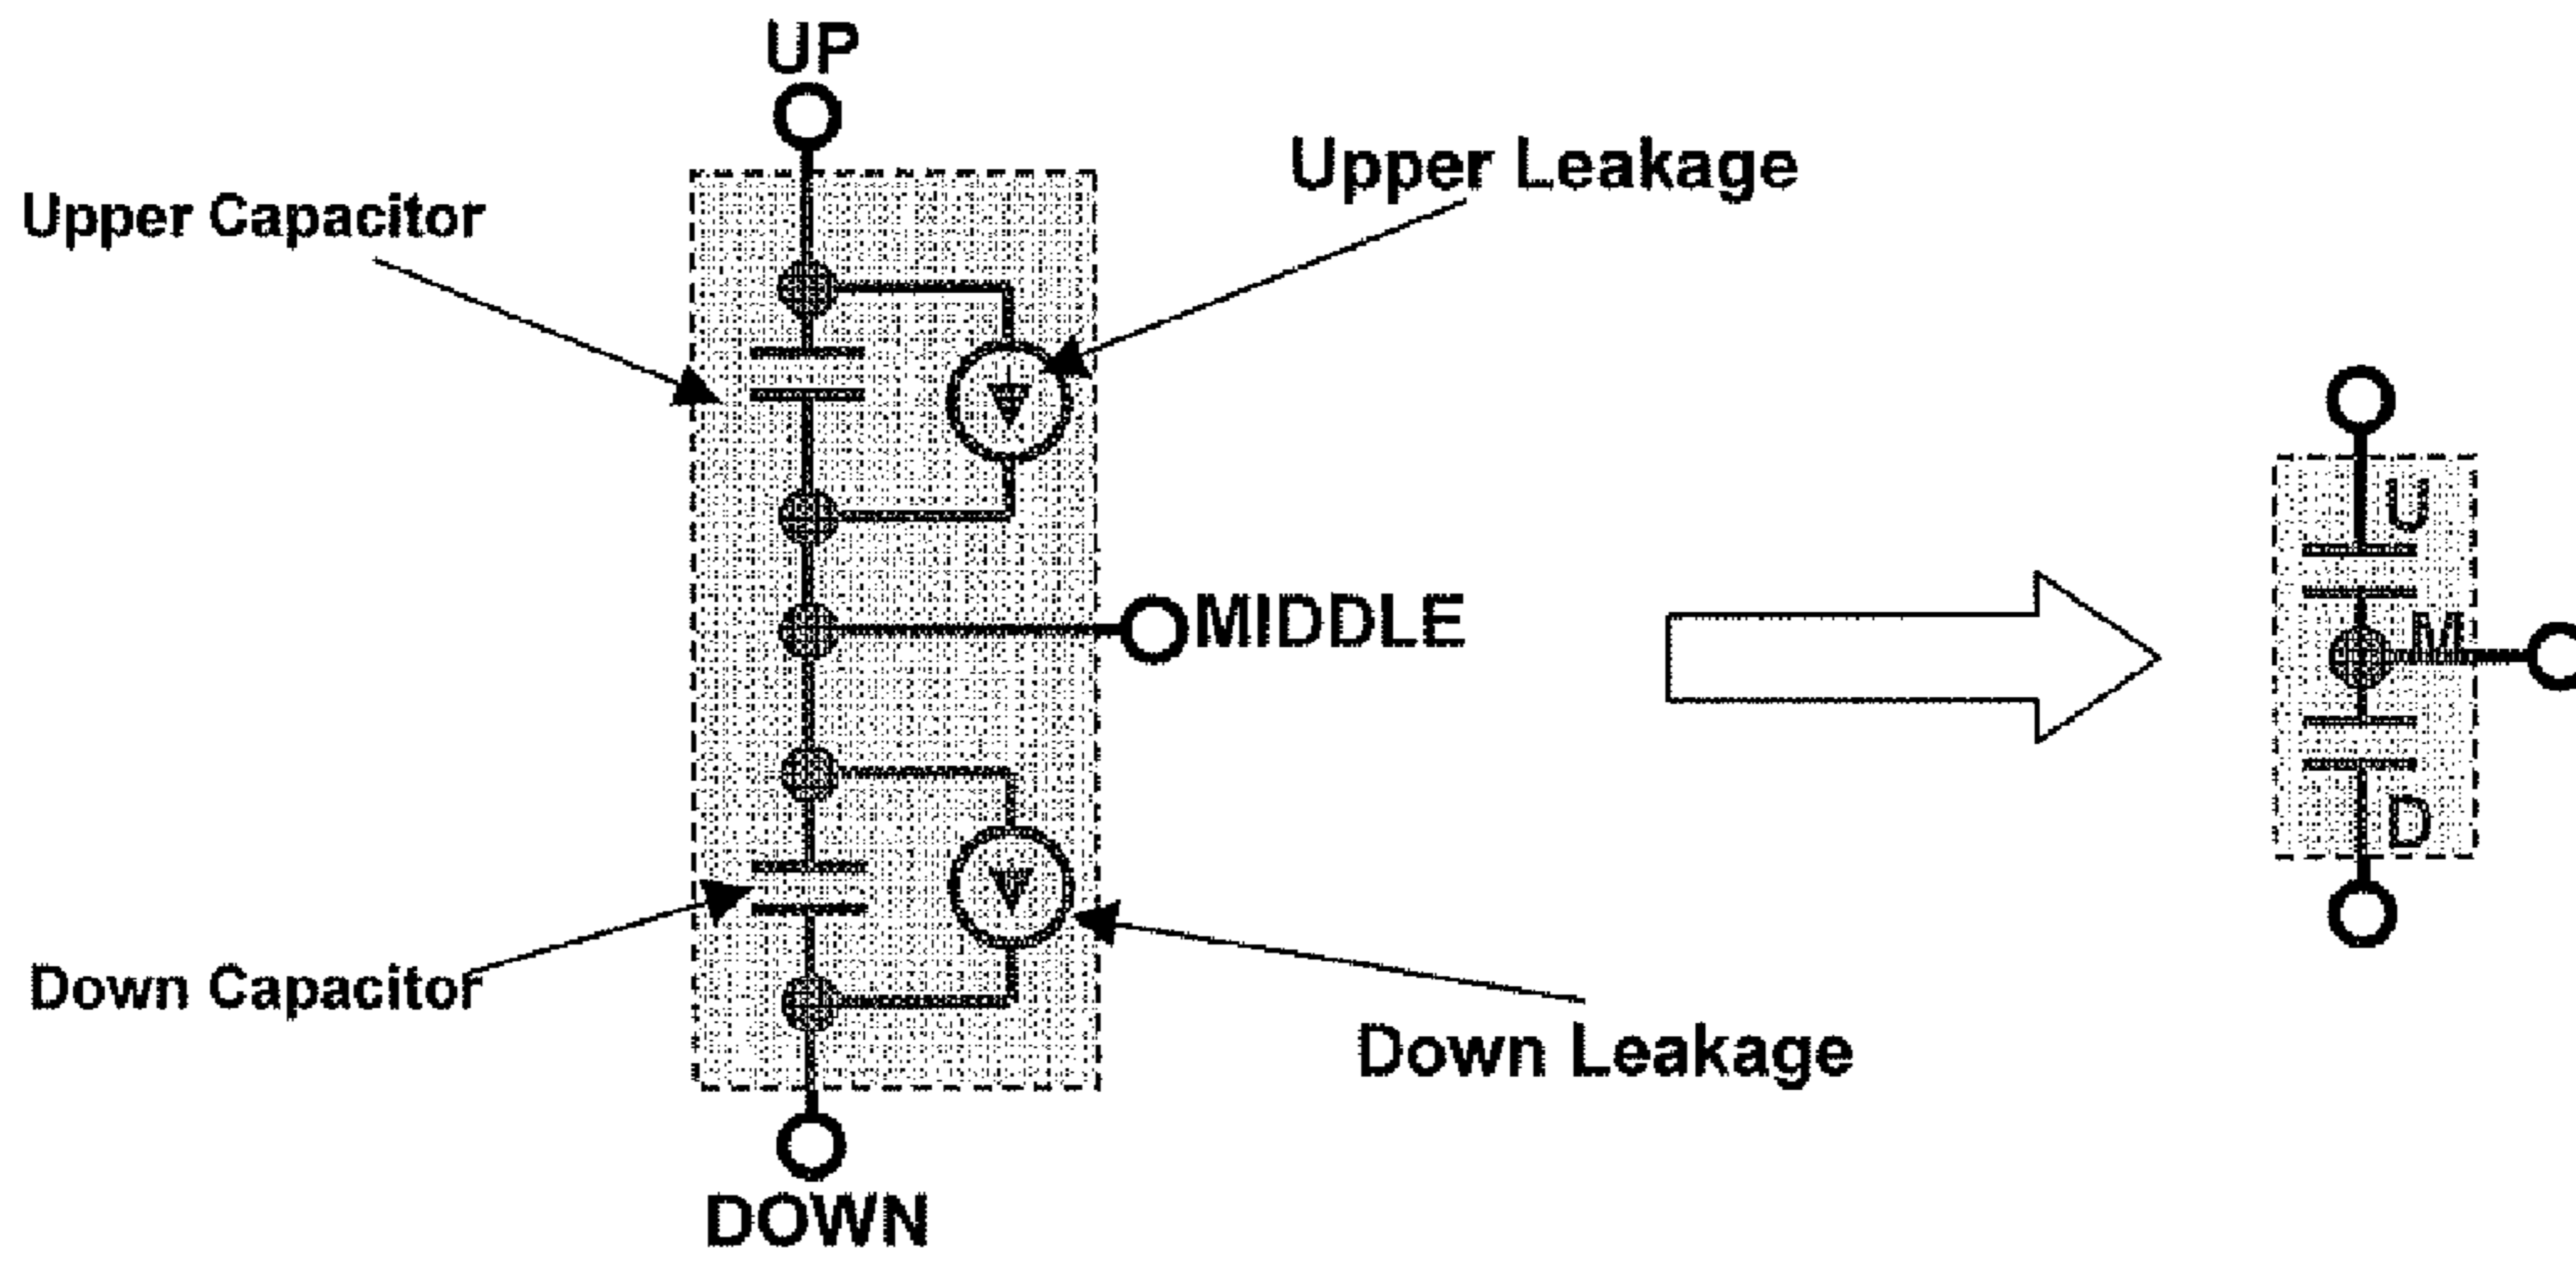 UP
Upper Leakage
Upper Capacitor
U
MIDDLE
M
D
Down Capacitor
Down Leakage
DOWN